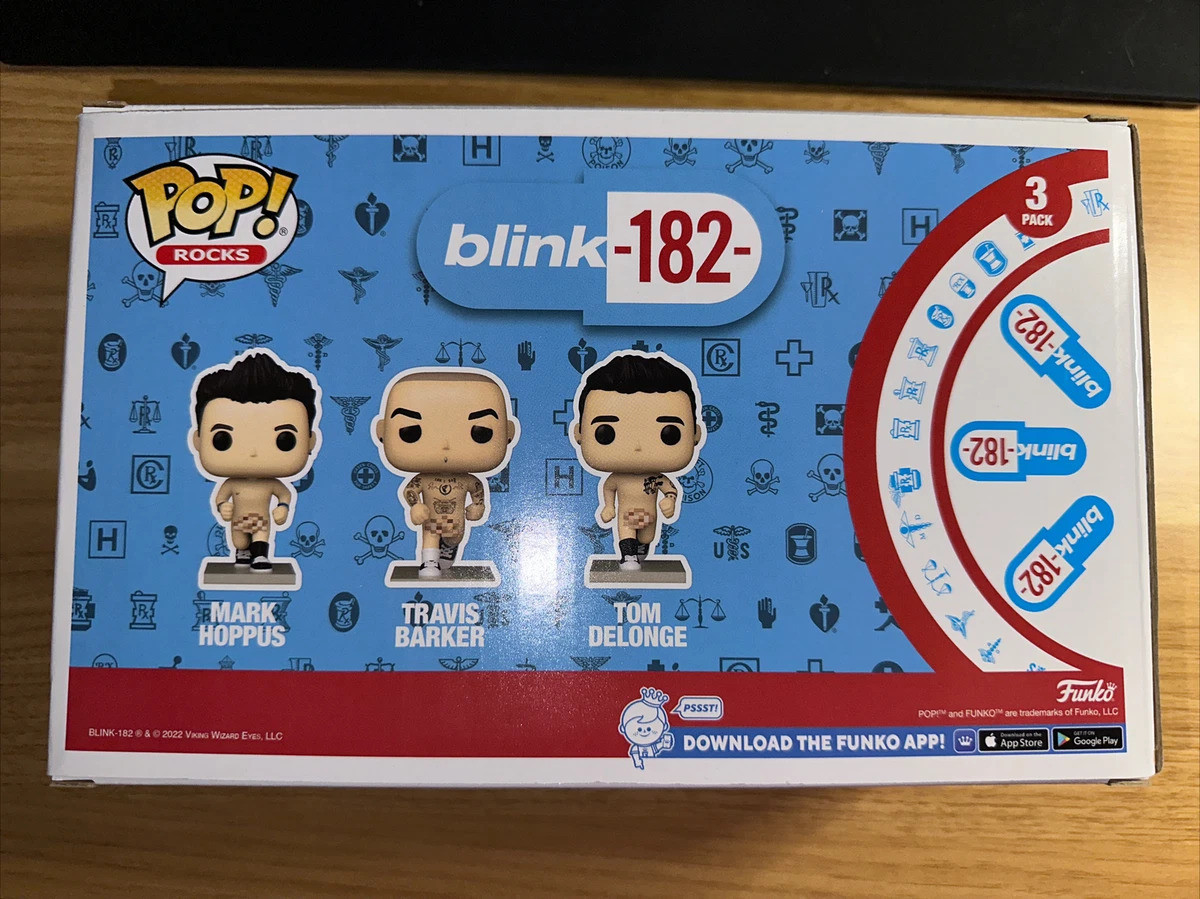 POP!®
ROCKS
blink-182-
3
PACK
blink-182-
blink-182-
blink-182-
MARK
HOPPUS
TRAVIS
BARKER
TOM
DELONGE
Funko
POP!™ and FUNKO™ are trademarks of Funko, LLC
BLINK-182 ® & © 2022 VIKING WIZARD EYES, LLC
PSSST!
DOWNLOAD THE FUNKO APP!
Download on the
App Store
GET IT ON
Google Play
H
H
H
H
US